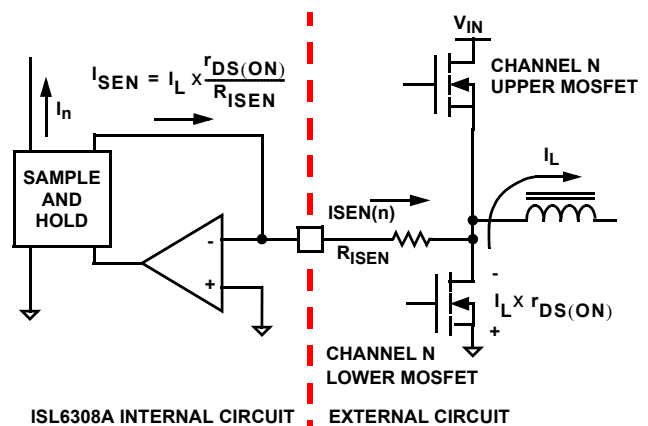 I_SEN = I_L x r_DS(ON) / R_ISEN
I_n
SAMPLE
AND
HOLD
-
+
V_IN
CHANNEL N
UPPER MOSFET
I_L
ISEN(n)
R_ISEN
-
I_L x r_DS(ON)
+
CHANNEL N
LOWER MOSFET
ISL6308A INTERNAL CIRCUIT
EXTERNAL CIRCUIT